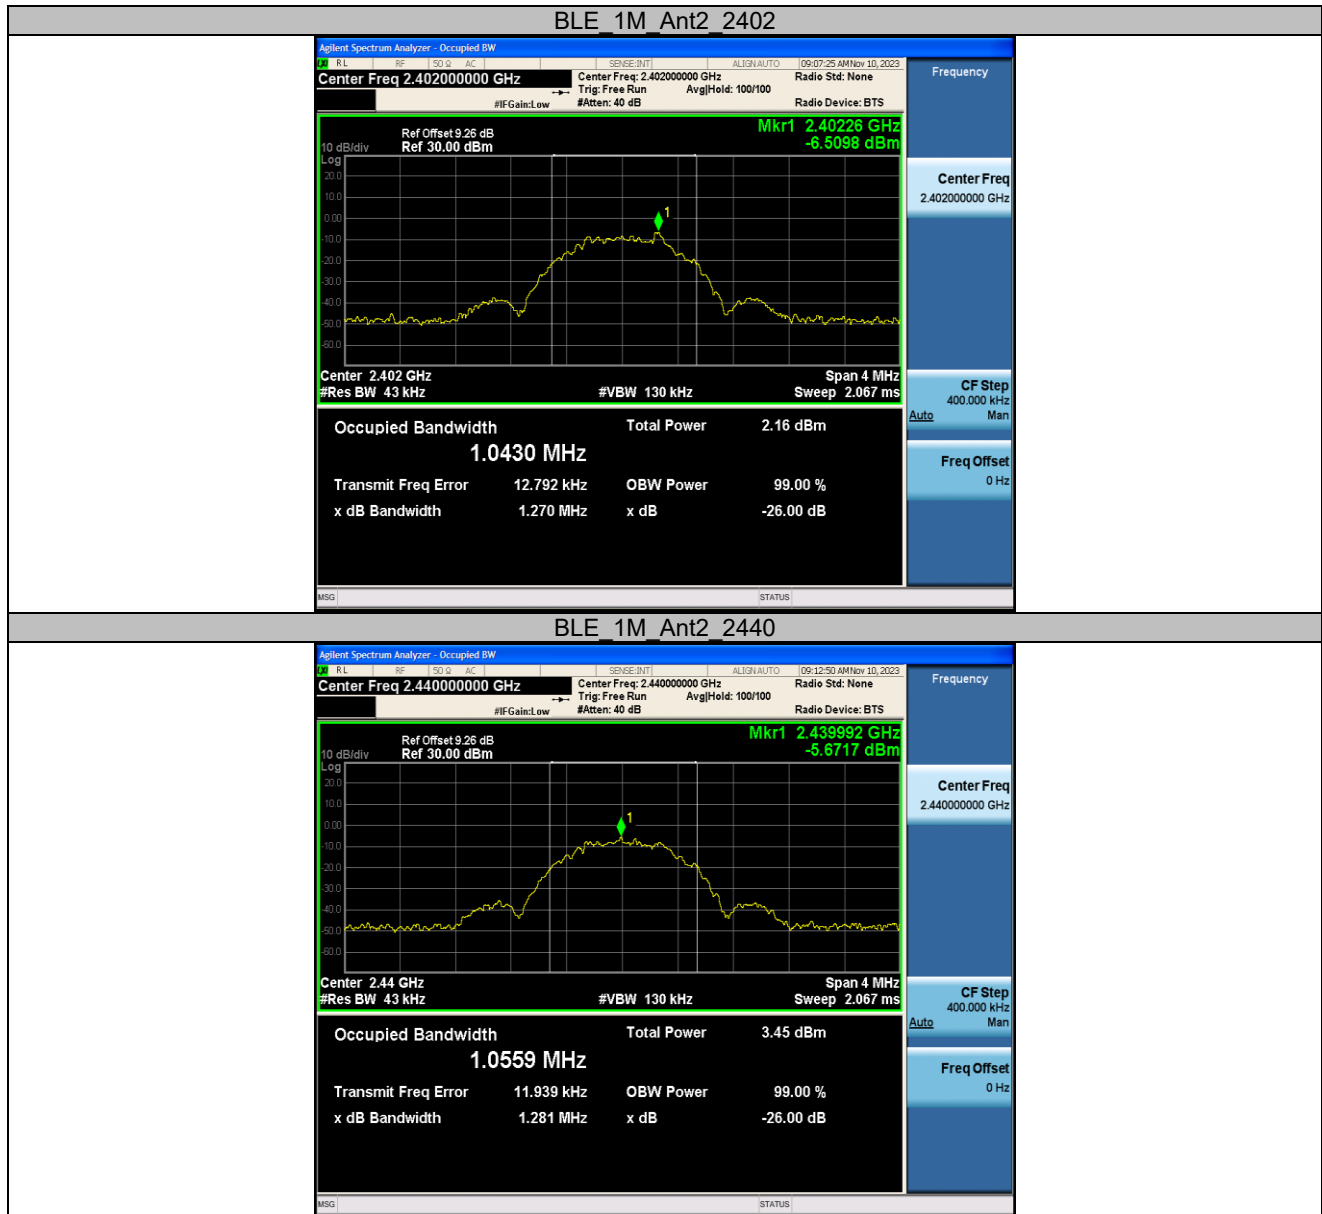 BLE_1M_Ant2_2402
Agilent Spectrum Analyzer - Occupied BW
LXI RL RF 50 Ω AC SENSE:INT ALIGN AUTO 09:07:25 AM Nov 10, 2023
Center Freq 2.402000000 GHz
Center Freq: 2.402000000 GHz Radio Std: None
Trig: Free Run Avg|Hold: 100/100
#IFGain:Low #Atten: 40 dB Radio Device: BTS
Frequency
Mkr1 2.40226 GHz
-6.5098 dBm
Ref Offset 9.26 dB
10 dB/div Ref 30.00 dBm
Log
20.0
10.0
0.00
-10.0
-20.0
-30.0
-40.0
-50.0
-60.0
1
Center 2.402 GHz Span 4 MHz
#Res BW 43 kHz #VBW 130 kHz Sweep 2.067 ms
Center Freq
2.402000000 GHz
CF Step
400.000 kHz
Auto Man
Freq Offset
0 Hz
Occupied Bandwidth Total Power 2.16 dBm
1.0430 MHz
Transmit Freq Error 12.792 kHz OBW Power 99.00 %
x dB Bandwidth 1.270 MHz x dB -26.00 dB
MSG STATUS
BLE_1M_Ant2_2440
Agilent Spectrum Analyzer - Occupied BW
LXI RL RF 50 Ω AC SENSE:INT ALIGN AUTO 09:12:50 AM Nov 10, 2023
Center Freq 2.440000000 GHz
Center Freq: 2.440000000 GHz Radio Std: None
Trig: Free Run Avg|Hold: 100/100
#IFGain:Low #Atten: 40 dB Radio Device: BTS
Frequency
Mkr1 2.439992 GHz
-5.6717 dBm
Ref Offset 9.26 dB
10 dB/div Ref 30.00 dBm
Log
20.0
10.0
0.00
-10.0
-20.0
-30.0
-40.0
-50.0
-60.0
1
Center 2.44 GHz Span 4 MHz
#Res BW 43 kHz #VBW 130 kHz Sweep 2.067 ms
Center Freq
2.440000000 GHz
CF Step
400.000 kHz
Auto Man
Freq Offset
0 Hz
Occupied Bandwidth Total Power 3.45 dBm
1.0559 MHz
Transmit Freq Error 11.939 kHz OBW Power 99.00 %
x dB Bandwidth 1.281 MHz x dB -26.00 dB
MSG STATUS